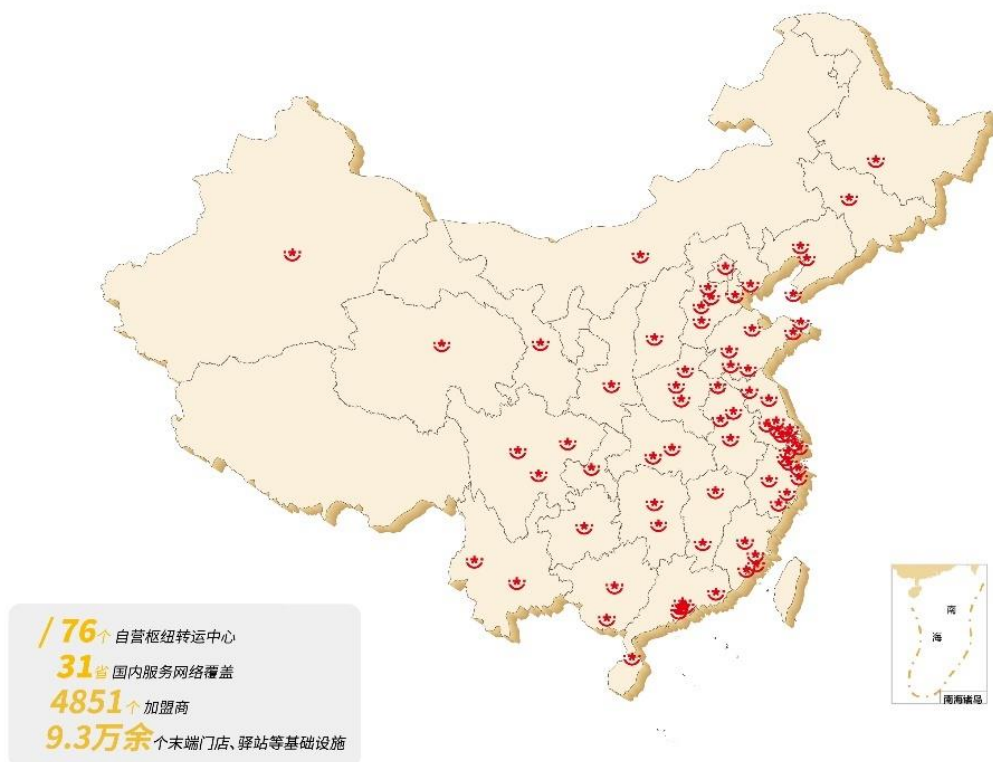 / 76个 自营枢纽转运中心
31省 国内服务网络覆盖
4851个 加盟商
9.3万余个末端门店、驿站等基础设施
南
海
南海诸岛